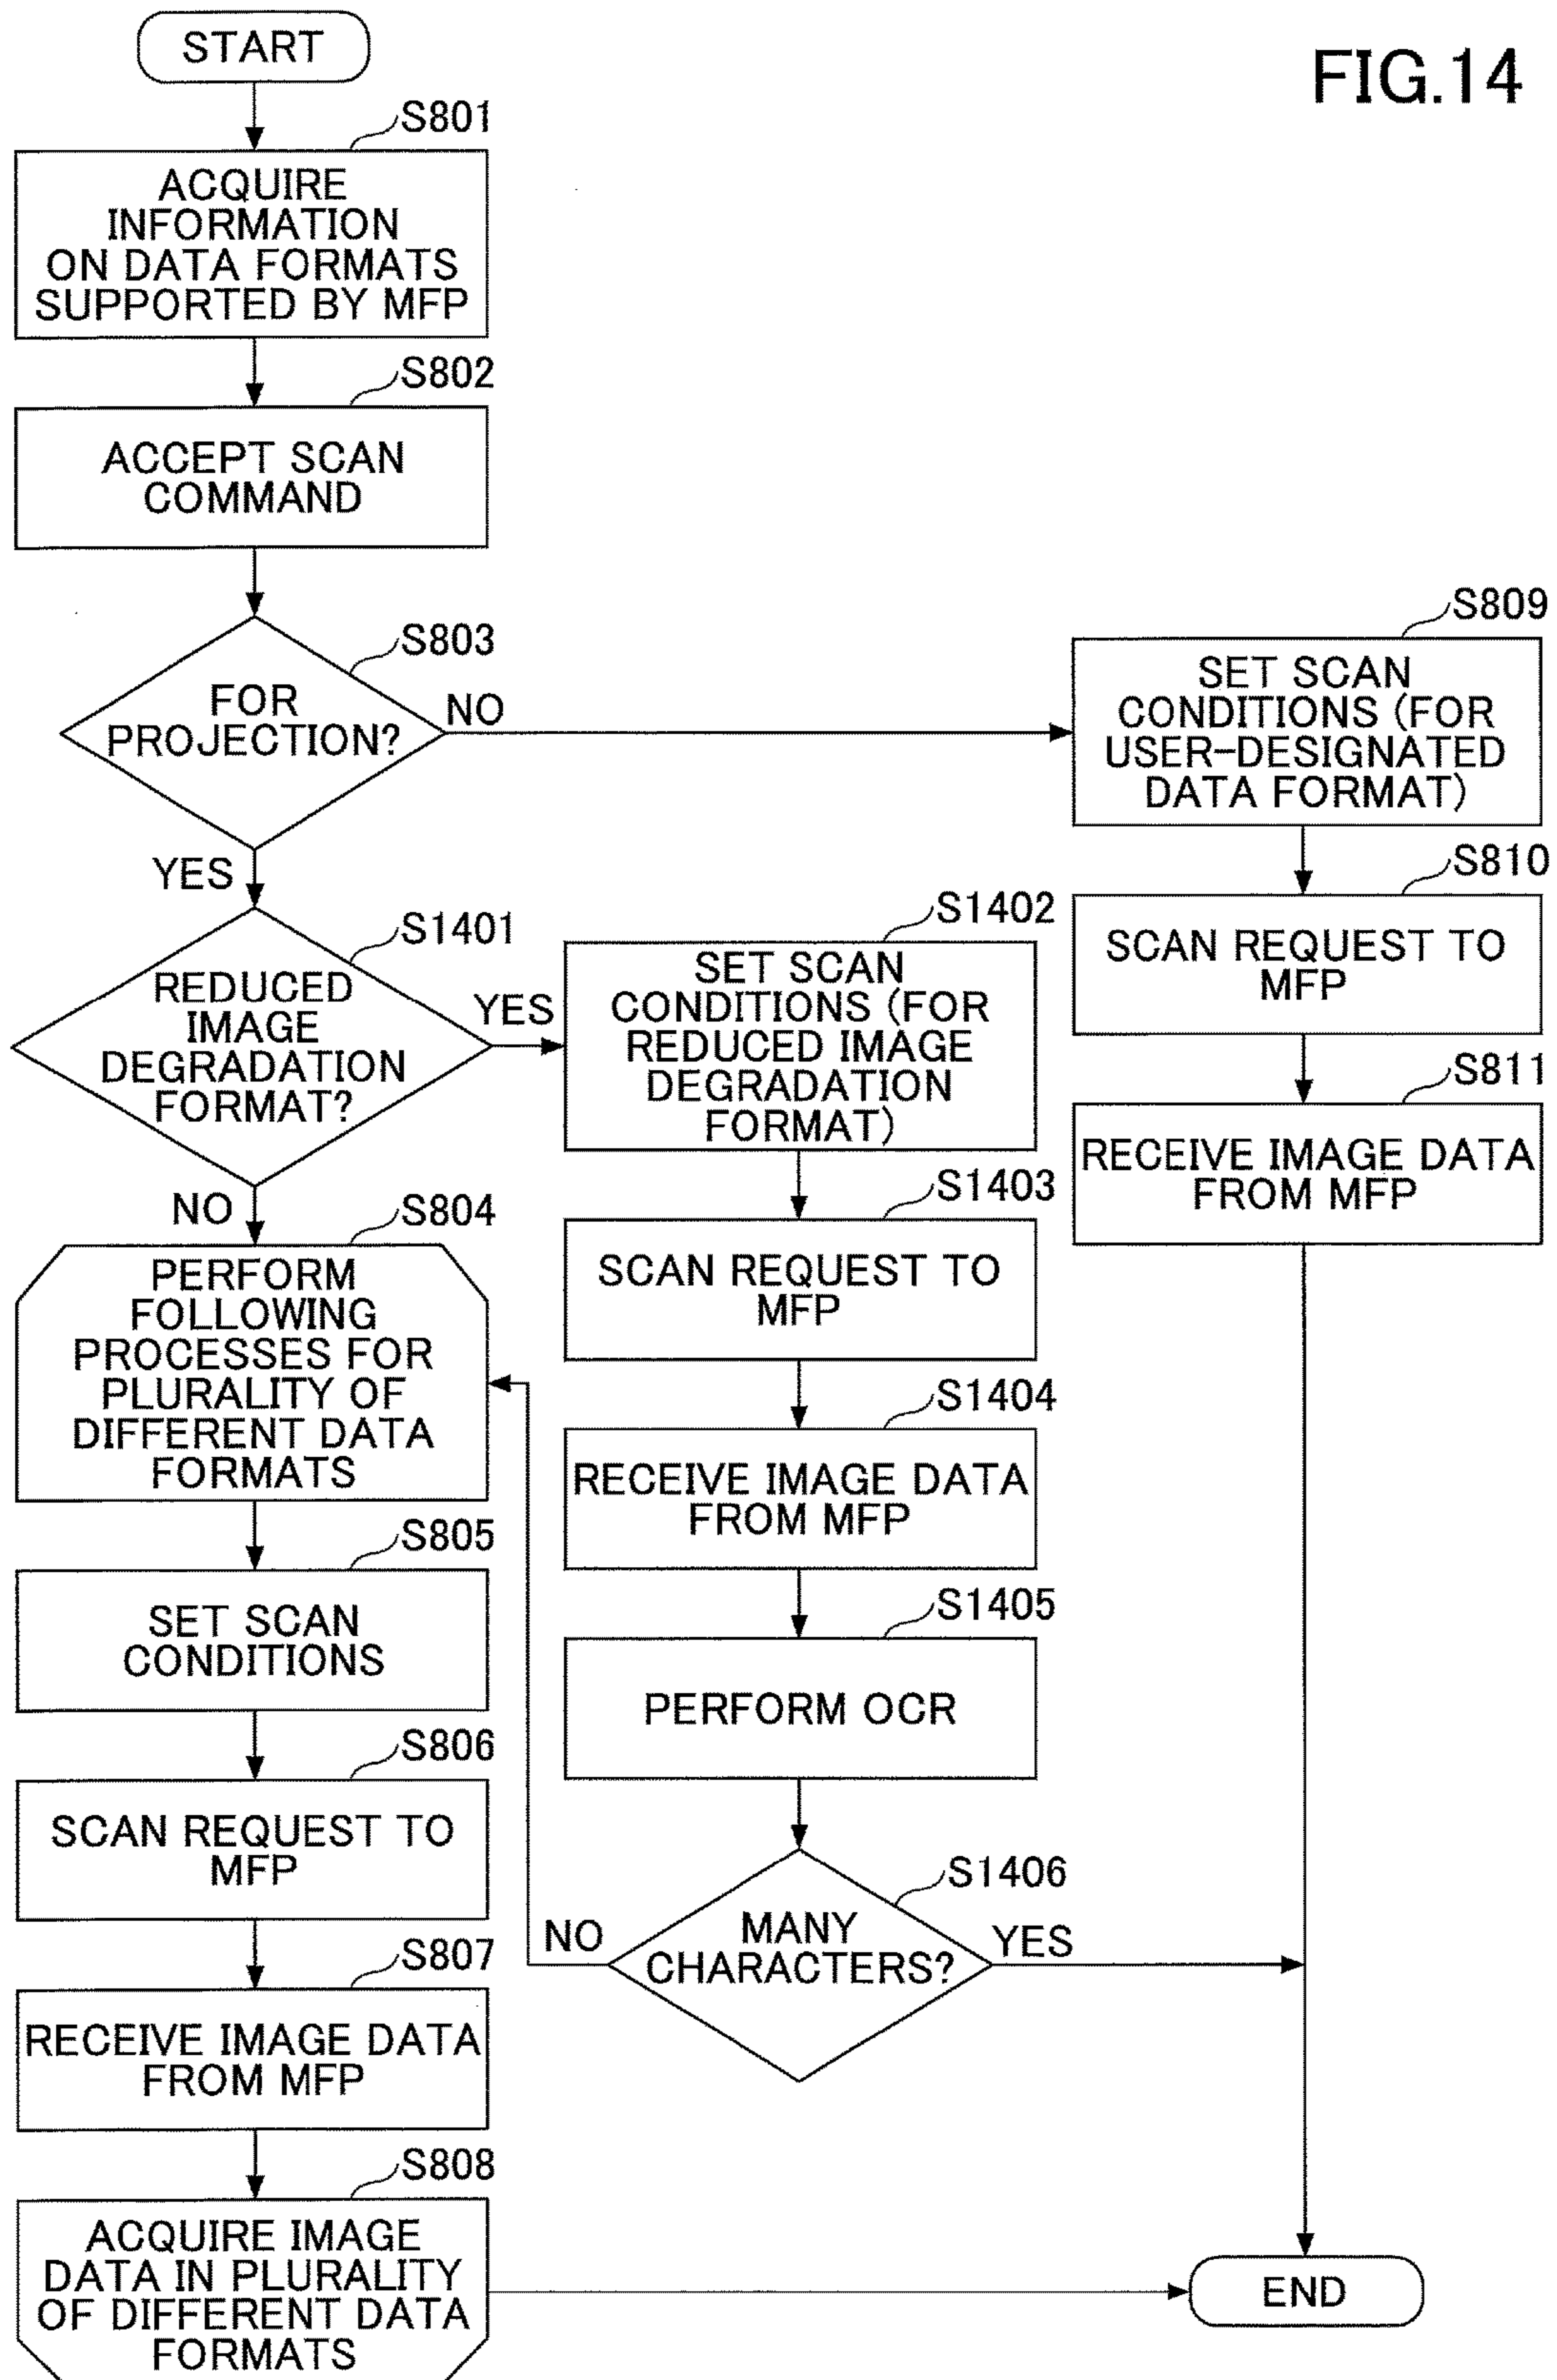 START
FIG.14
S801
ACQUIRE
INFORMATION
ON DATA FORMATS
SUPPORTED BY MFP
S802
ACCEPT SCAN
COMMAND
S803
FOR
PROJECTION?
NO
YES
S809
SET SCAN
CONDITIONS (FOR
USER-DESIGNATED
DATA FORMAT)
S810
SCAN REQUEST TO
MFP
S811
RECEIVE IMAGE DATA
FROM MFP
S1401
REDUCED
IMAGE
DEGRADATION
FORMAT?
YES
NO
S1402
SET SCAN
CONDITIONS (FOR
REDUCED IMAGE
DEGRADATION
FORMAT)
S1403
SCAN REQUEST TO
MFP
S1404
RECEIVE IMAGE DATA
FROM MFP
S1405
PERFORM OCR
S1406
MANY
CHARACTERS?
NO
YES
S804
PERFORM
FOLLOWING
PROCESSES FOR
PLURALITY OF
DIFFERENT DATA
FORMATS
S805
SET SCAN
CONDITIONS
S806
SCAN REQUEST TO
MFP
S807
RECEIVE IMAGE DATA
FROM MFP
S808
ACQUIRE IMAGE
DATA IN PLURALITY
OF DIFFERENT DATA
FORMATS
END